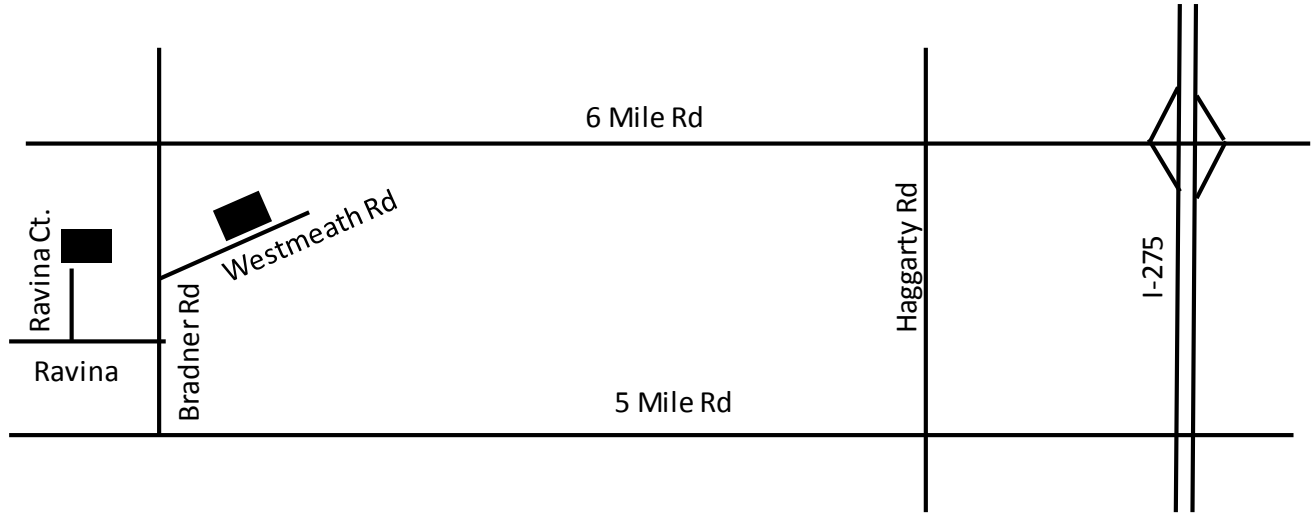 6 Mile Rd
Westmeath Rd
Ravina Ct.
Haggarty Rd
I-275
Bradner Rd
Ravina
5 Mile Rd